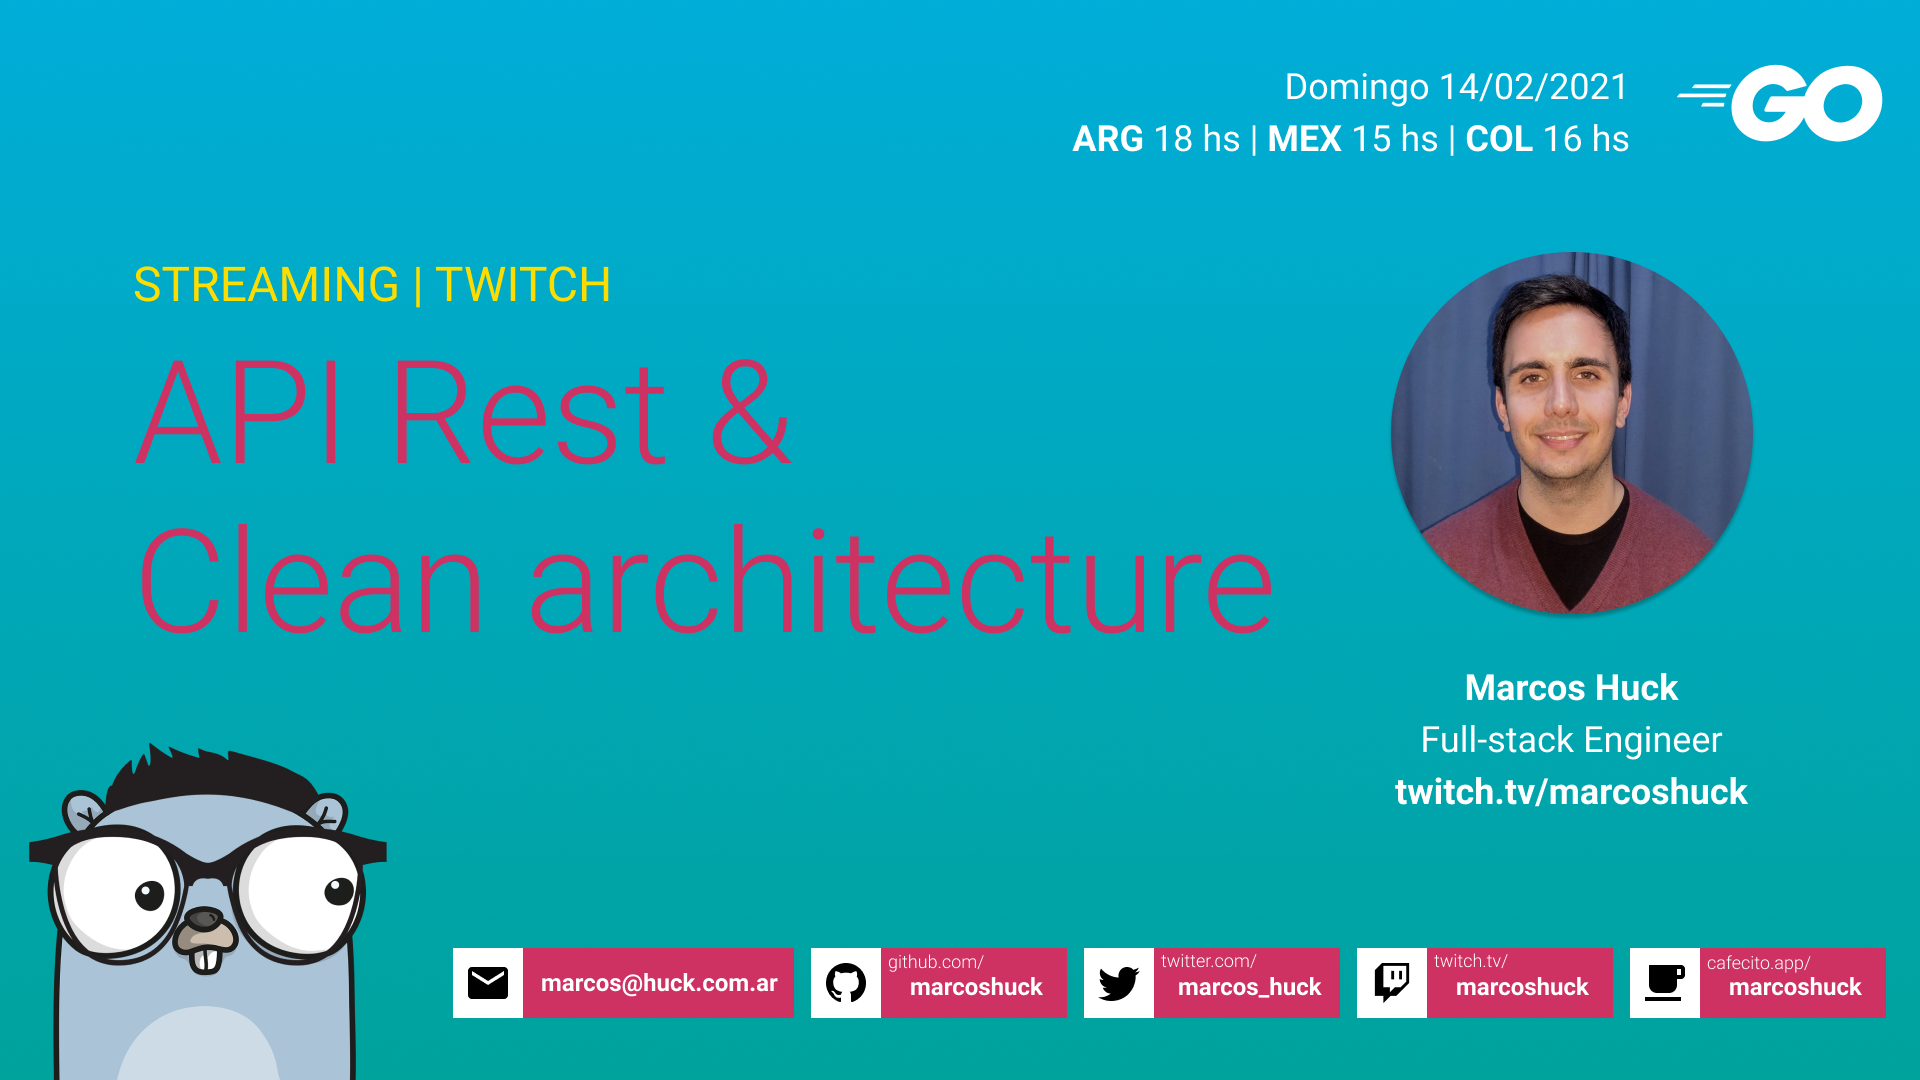 Domingo 14/02/2021
ARG 18 hs | MEX 15 hs | COL 16 hs
GO
STREAMING | TWITCH
API Rest &
Clean architecture
Marcos Huck
Full-stack Engineer
twitch.tv/marcoshuck
marcos@huck.com.ar
github.com/
marcoshuck
twitter.com/
marcos_huck
twitch.tv/
marcoshuck
cafecito.app/
marcoshuck